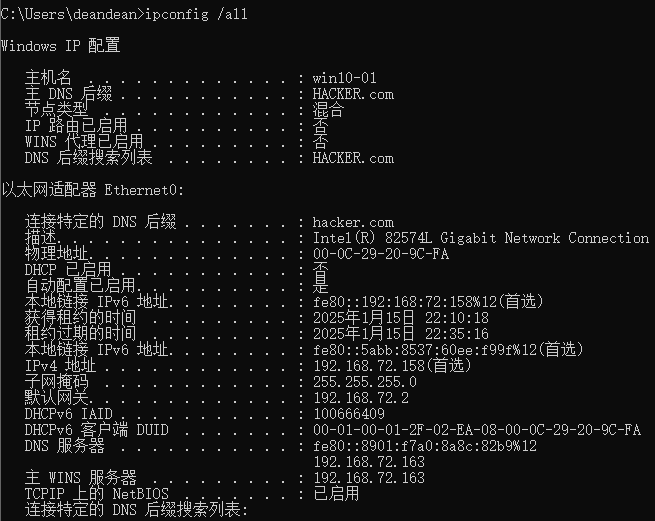 C:\Users\deandean>ipconfig /all
Windows IP 配置
主机名 . . . . . . . . . . . . . : win10-01
主 DNS 后缀 . . . . . . . . . . . : HACKER.com
节点类型 . . . . . . . . . . . . : 混合
IP 路由已启用 . . . . . . . . . . : 否
WINS 代理已启用 . . . . . . . . . : 否
DNS 后缀搜索列表 . . . . . . . . : HACKER.com
以太网适配器 Ethernet0:
连接特定的 DNS 后缀 . . . . . . . : hacker.com
描述. . . . . . . . . . . . . . . : Intel(R) 82574L Gigabit Network Connection
物理地址. . . . . . . . . . . . . : 00-0C-29-20-9C-FA
DHCP 已启用 . . . . . . . . . . . : 否
自动配置已启用. . . . . . . . . . : 是
本地链接 IPv6 地址. . . . . . . . : fe80::192:168:72:158%12(首选)
获得租约的时间 . . . . . . . . . : 2025年1月15日 22:10:18
租约过期的时间 . . . . . . . . . : 2025年1月15日 22:35:16
本地链接 IPv6 地址. . . . . . . . : fe80::5abb:8537:60ee:f99f%12(首选)
IPv4 地址 . . . . . . . . . . . . : 192.168.72.158(首选)
子网掩码 . . . . . . . . . . . . : 255.255.255.0
默认网关. . . . . . . . . . . . . : 192.168.72.2
DHCPv6 IAID . . . . . . . . . . . : 100666409
DHCPv6 客户端 DUID . . . . . . . : 00-01-00-01-2F-02-EA-08-00-0C-29-20-9C-FA
DNS 服务器 . . . . . . . . . . . : fe80::8901:f7a0:8a8c:82b9%12
192.168.72.163
主 WINS 服务器 . . . . . . . . . : 192.168.72.163
TCPIP 上的 NetBIOS . . . . . . . : 已启用
连接特定的 DNS 后缀搜索列表: